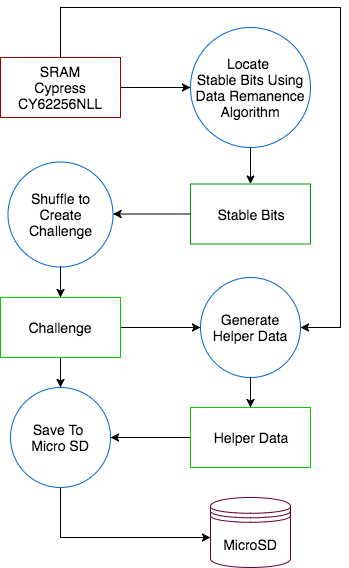 SRAM
Cypress
CY62256NLL
Locate
Stable Bits Using
Data Remanence
Algorithm
Shuffle to
Create
Challenge
Stable Bits
Challenge
Generate
Helper Data
Save To
Micro SD
Helper Data
MicroSD